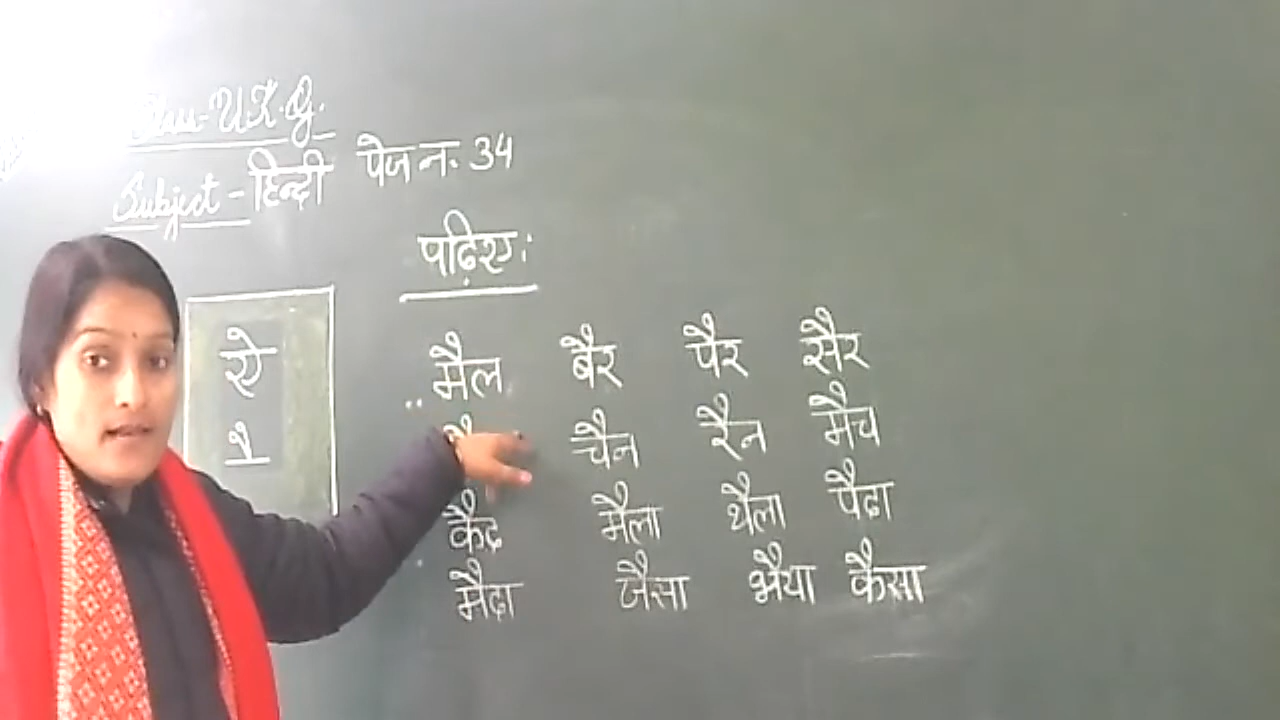 Class - U.K.G.
Subject - हिन्दी पेज न. 34
पढ़िए:
ऐ
ै
मैल बैर पैर सैर
चैन रैन मैच
कैद मैला थैला पैढा
मैढा जैसा भैया कैसा